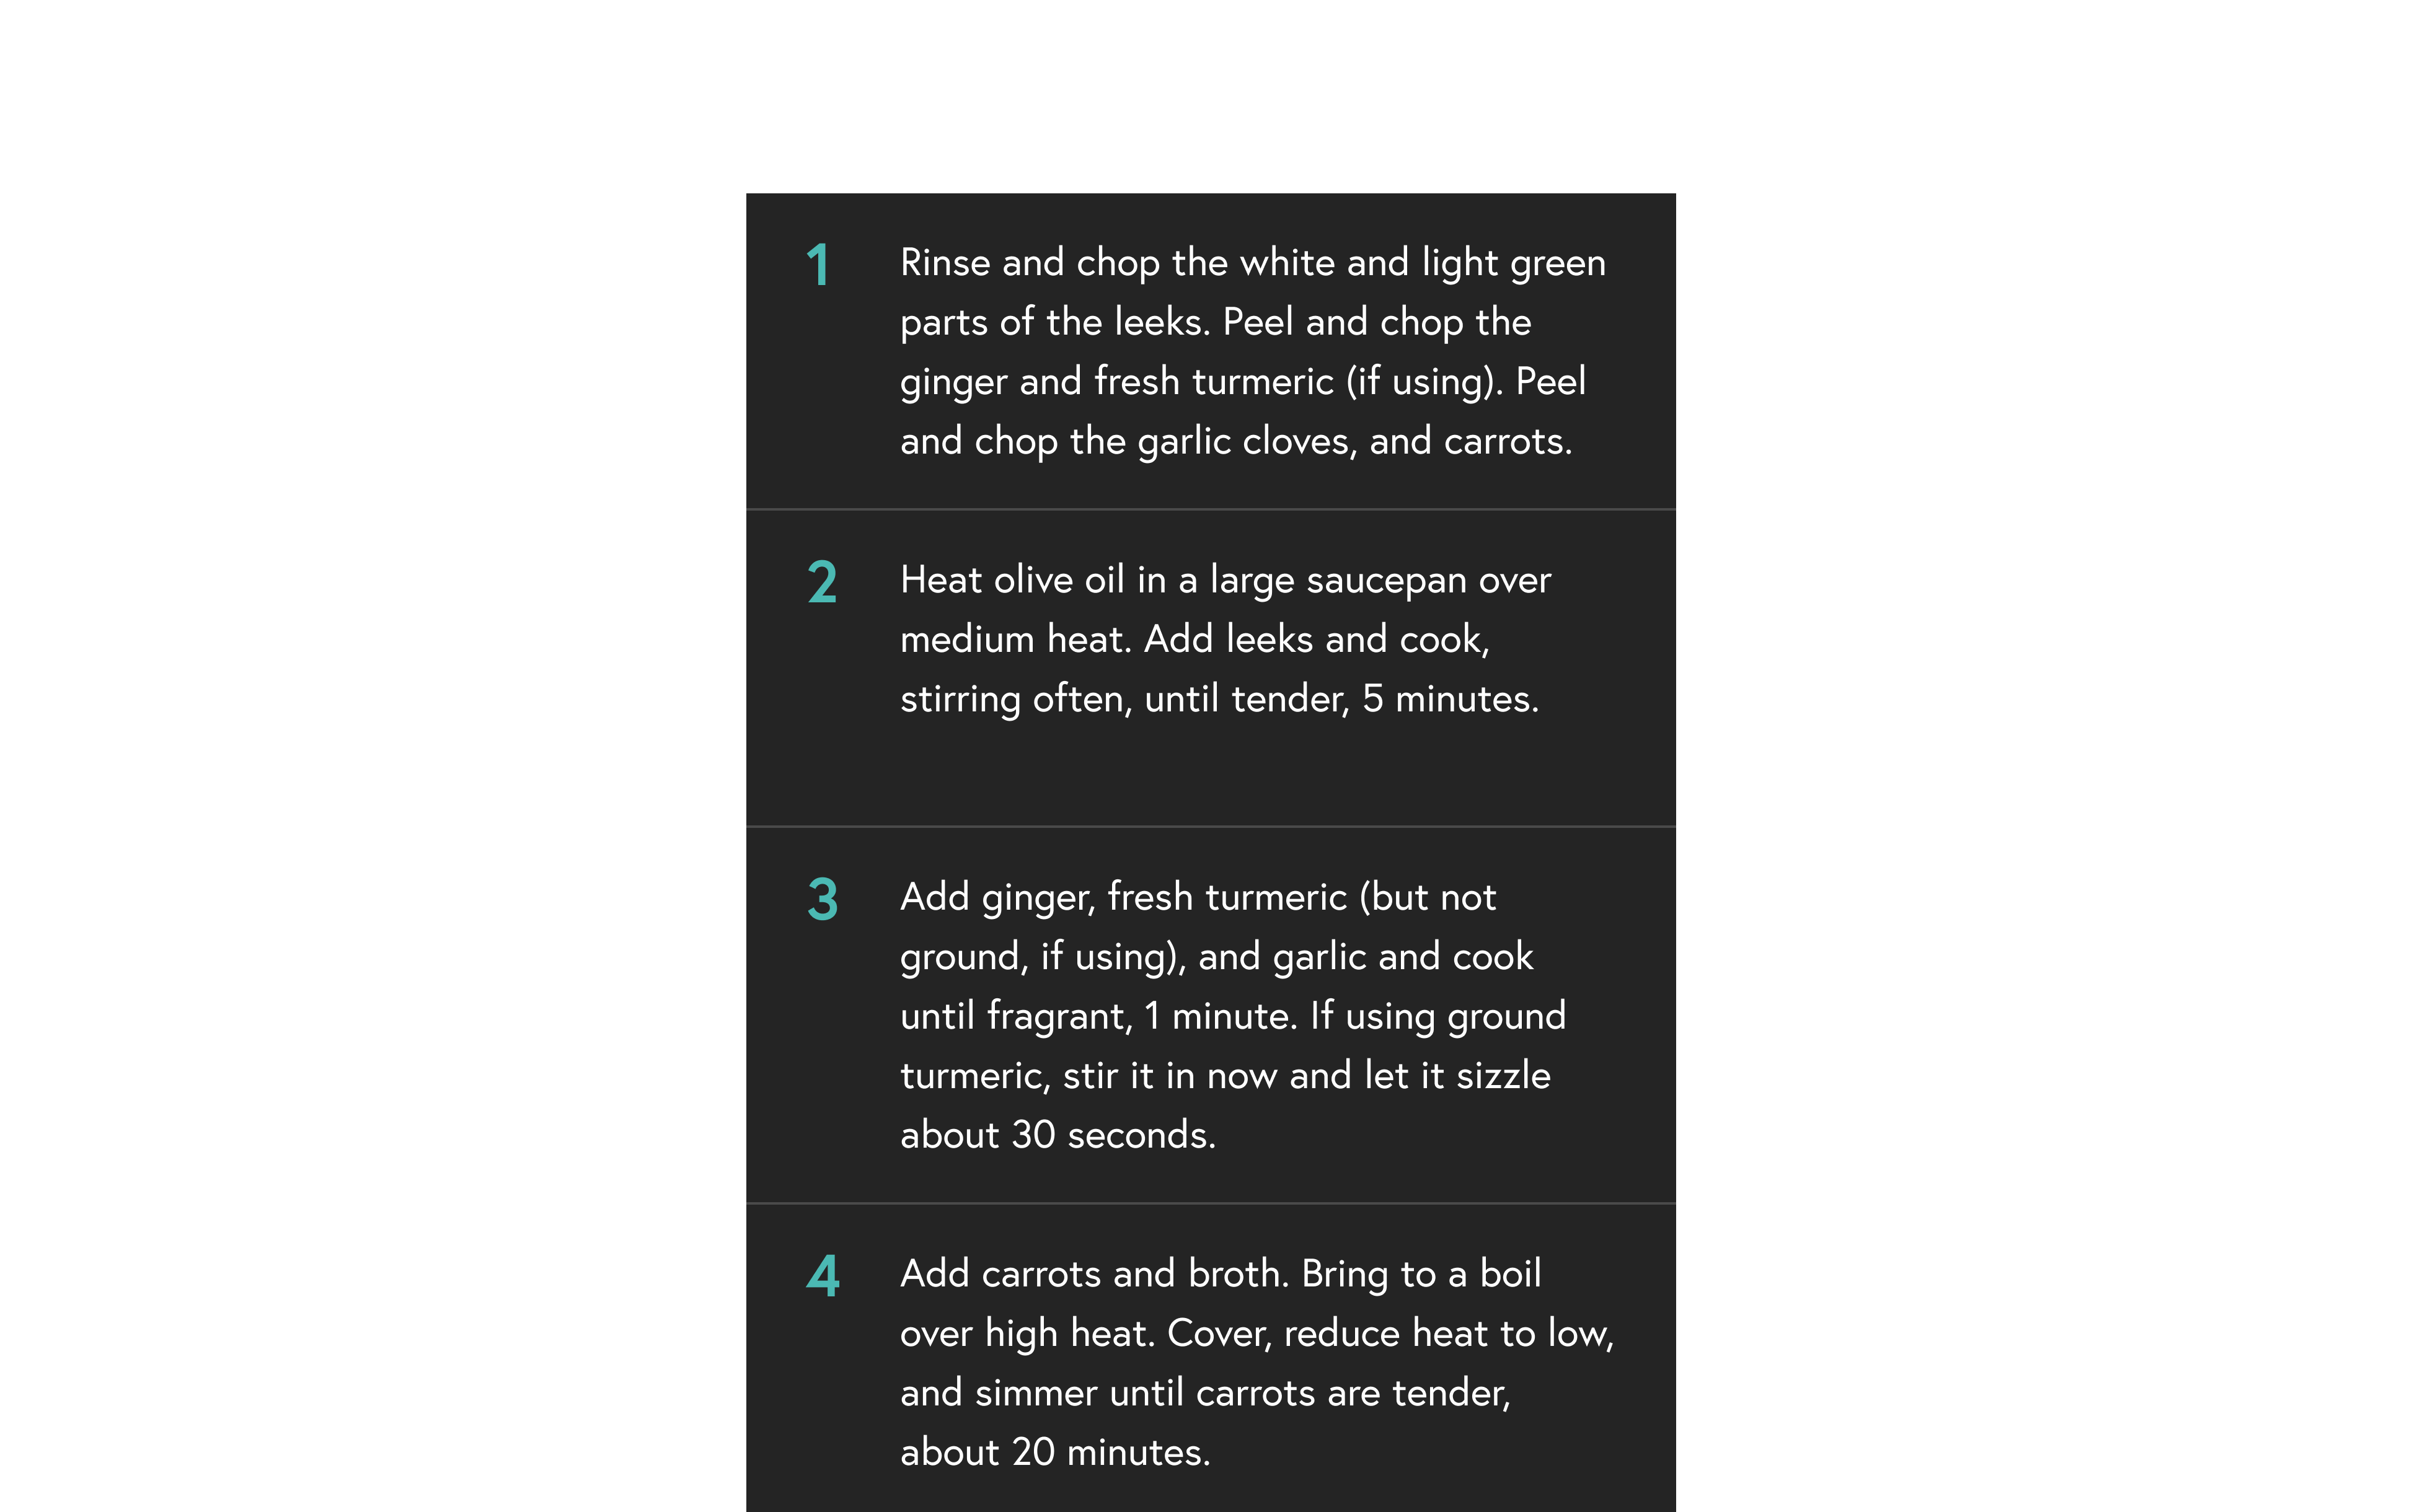 1
Rinse and chop the white and light green
parts of the leeks. Peel and chop the
ginger and fresh turmeric (if using). Peel
and chop the garlic cloves, and carrots.
2
Heat olive oil in a large saucepan over
medium heat. Add leeks and cook,
stirring often, until tender, 5 minutes.
3
Add ginger, fresh turmeric (but not
ground, if using), and garlic and cook
until fragrant, 1 minute. If using ground
turmeric, stir it in now and let it sizzle
about 30 seconds.
4
Add carrots and broth. Bring to a boil
over high heat. Cover, reduce heat to low,
and simmer until carrots are tender,
about 20 minutes.